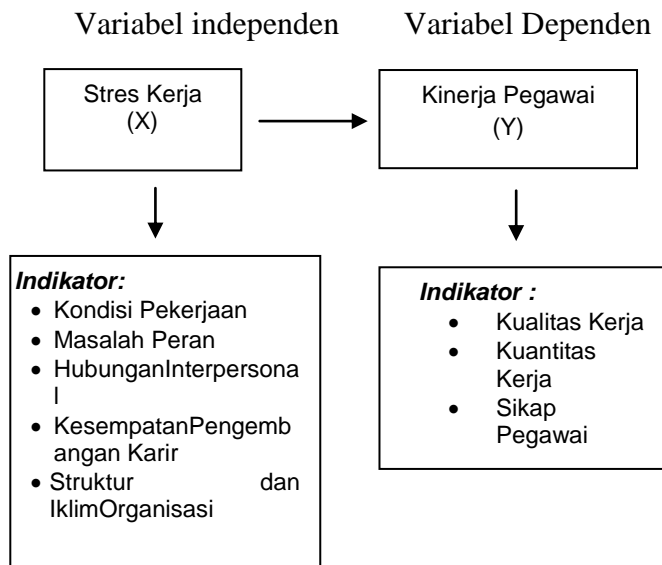 Variabel independen
Variabel Dependen
Stres Kerja
(X)
Kinerja Pegawai
(Y)
Indikator:
• Kondisi Pekerjaan
• Masalah Peran
• HubunganInterpersona
l
• KesempatanPengemb
angan Karir
• Struktur dan
IklimOrganisasi
Indikator :
• Kualitas Kerja
• Kuantitas
Kerja
• Sikap
Pegawai